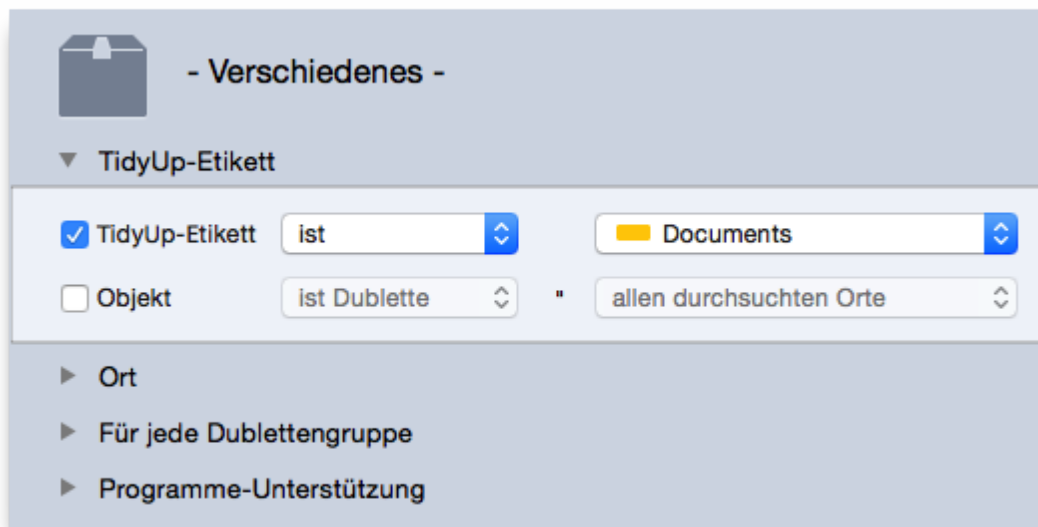 - Verschiedenes -
TidyUp-Etikett
TidyUp-Etikett ist Documents
Objekt ist Dublette " allen durchsuchten Orte
Ort
Für jede Dublettengruppe
Programme-Unterstützung